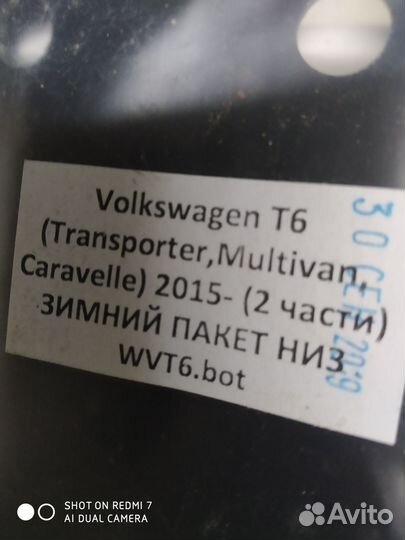 Volkswagen T6
(Transporter,Multivan,
Caravelle) 2015- (2 части)
ЗИМНИЙ ПАКЕТ НИЗ
WVT6.bot
30 СЕН 2019
SHOT ON REDMI 7
AI DUAL CAMERA
Avito